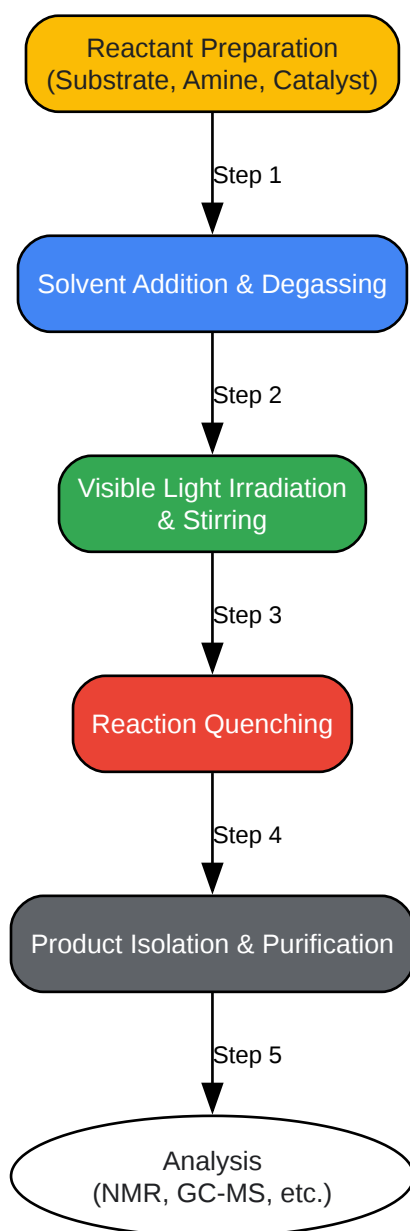 Reactant Preparation
(Substrate, Amine, Catalyst)
Step 1
Solvent Addition & Degassing
Step 2
Visible Light Irradiation
& Stirring
Step 3
Reaction Quenching
Step 4
Product Isolation & Purification
Step 5
Analysis
(NMR, GC-MS, etc.)